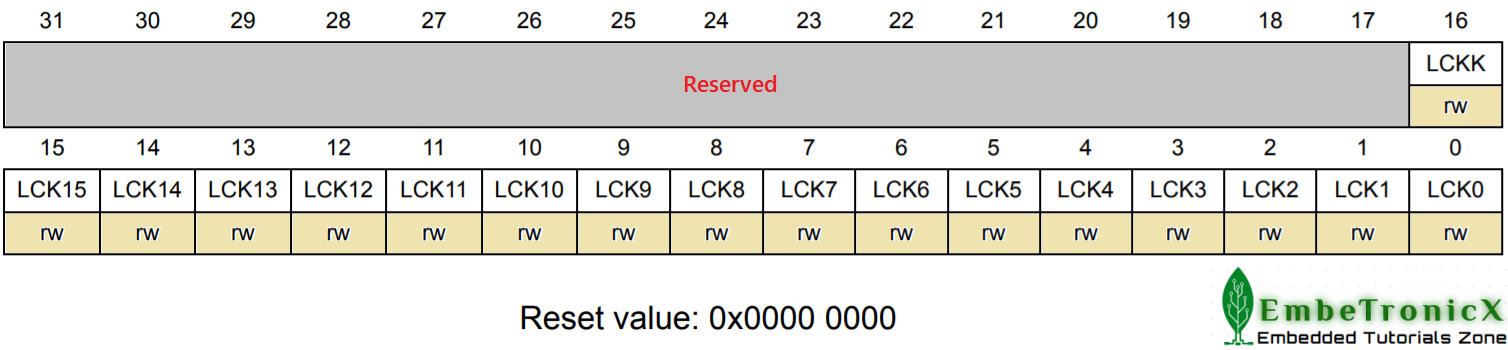 31 30 29 28 27 26 25 24 23 22 21 20 19 18 17 16
Reserved LCKK
rw
15 14 13 12 11 10 9 8 7 6 5 4 3 2 1 0
LCK15 LCK14 LCK13 LCK12 LCK11 LCK10 LCK9 LCK8 LCK7 LCK6 LCK5 LCK4 LCK3 LCK2 LCK1 LCK0
rw rw rw rw rw rw rw rw rw rw rw rw rw rw rw rw
Reset value: 0x0000 0000
EmbeTronicX
Embedded Tutorials Zone